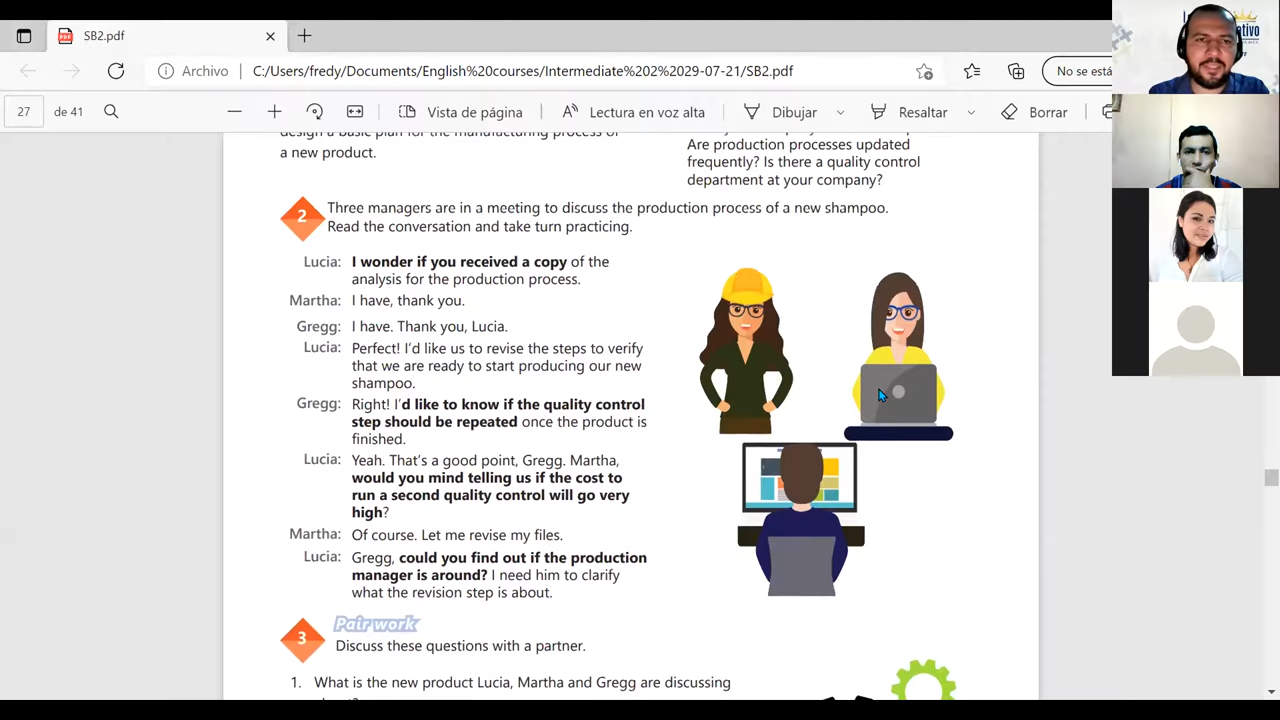 SB2.pdf
Archivo
C:/Users/fredy/Documents/English%20courses/Intermediate%202%2029-07-21/SB2.pdf
No se está
27 de 41
Vista de página
Lectura en voz alta
Dibujar
Resaltar
Borrar
design a basic plan for the manufacturing process of
a new product.
Are production processes updated
frequently? Is there a quality control
department at your company?
2
Three managers are in a meeting to discuss the production process of a new shampoo.
Read the conversation and take turn practicing.
Lucia: I wonder if you received a copy of the
analysis for the production process.
Martha: I have, thank you.
Gregg: I have. Thank you, Lucia.
Lucia: Perfect! I'd like us to revise the steps to verify
that we are ready to start producing our new
shampoo.
Gregg: Right! I'd like to know if the quality control
step should be repeated once the product is
finished.
Lucia: Yeah. That's a good point, Gregg. Martha,
would you mind telling us if the cost to
run a second quality control will go very
high?
Martha: Of course. Let me revise my files.
Lucia: Gregg, could you find out if the production
manager is around? I need him to clarify
what the revision step is about.
3
Pair work
Discuss these questions with a partner.
1. What is the new product Lucia, Martha and Gregg are discussing